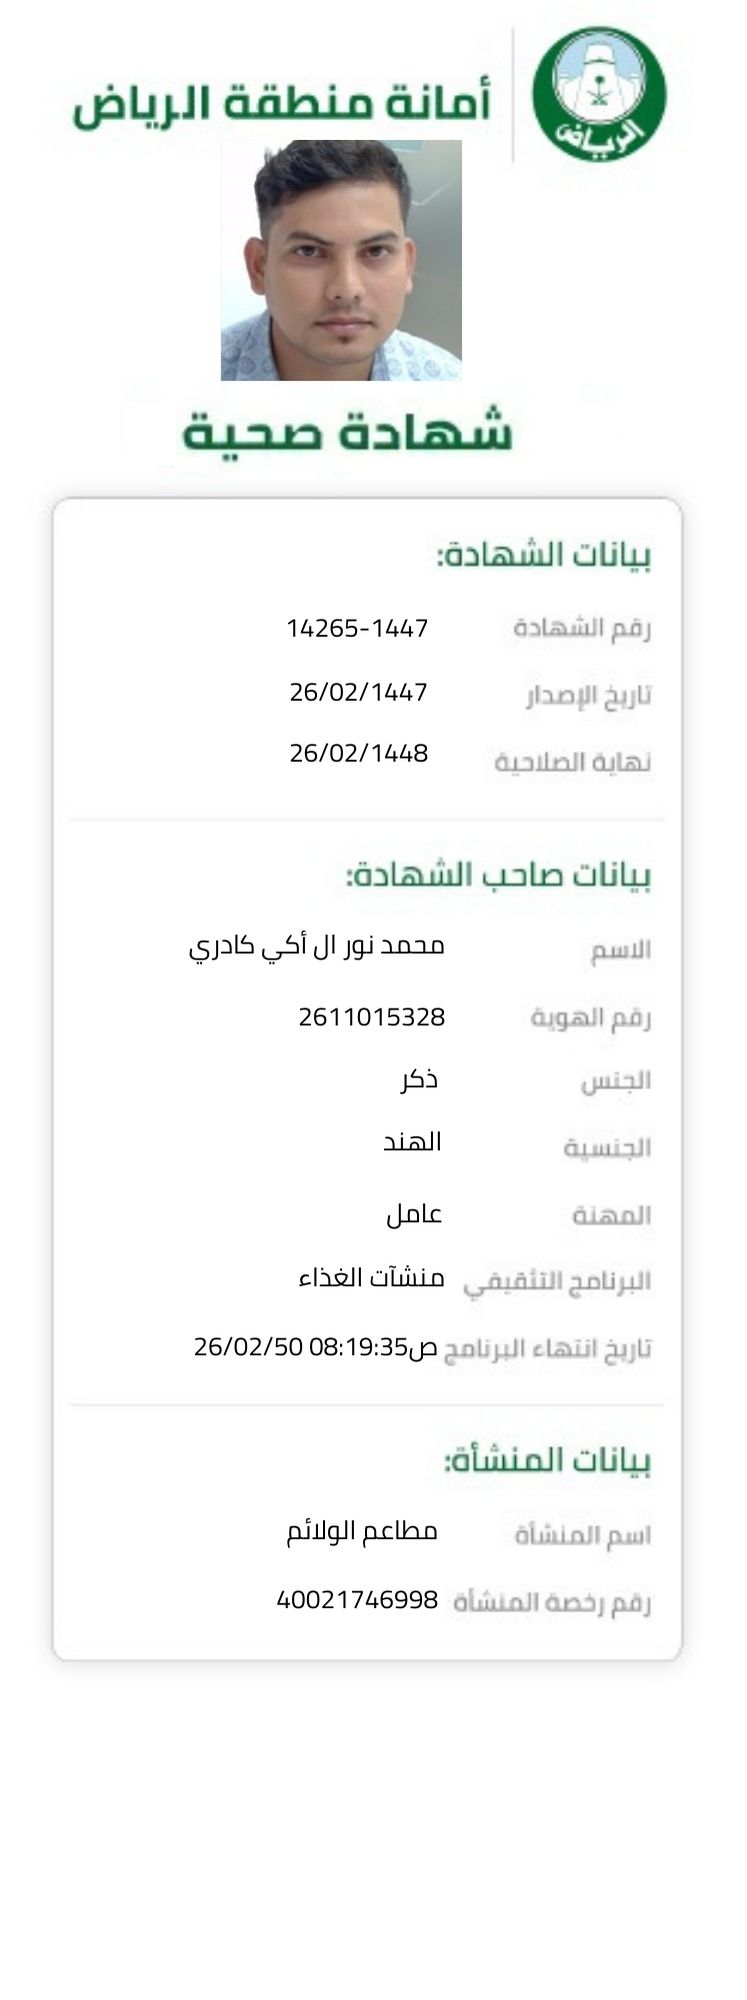 أمانة منطقة الرياض
الرياض
شهادة صحية
بيانات الشهادة:
رقم الشهادة 14265-1447
تاريخ الإصدار 26/02/1447
نهاية الصلاحية 26/02/1448
بيانات صاحب الشهادة:
الاسم محمد نور ال أكي كادري
رقم الهوية 2611015328
الجنس ذكر
الجنسية الهند
المهنة عامل
البرنامج التثقيفي منشآت الغذاء
تاريخ انتهاء البرنامج ص08:19:35 26/02/50
بيانات المنشأة:
اسم المنشأة مطاعم الولائم
رقم رخصة المنشأة 40021746998